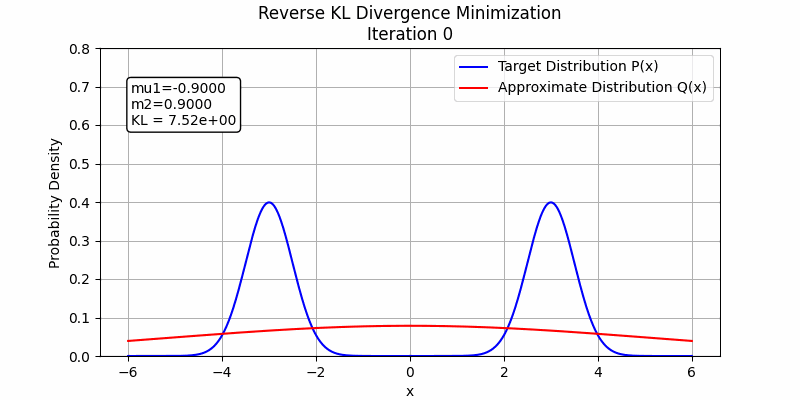 Reverse KL Divergence Minimization
Iteration 0
Target Distribution P(x)
Approximate Distribution Q(x)
mu1=-0.9000
m2=0.9000
KL = 7.52e+00
Probability Density
0.8
0.7
0.6
0.5
0.4
0.3
0.2
0.1
0.0
−6
−4
−2
0
2
4
6
x